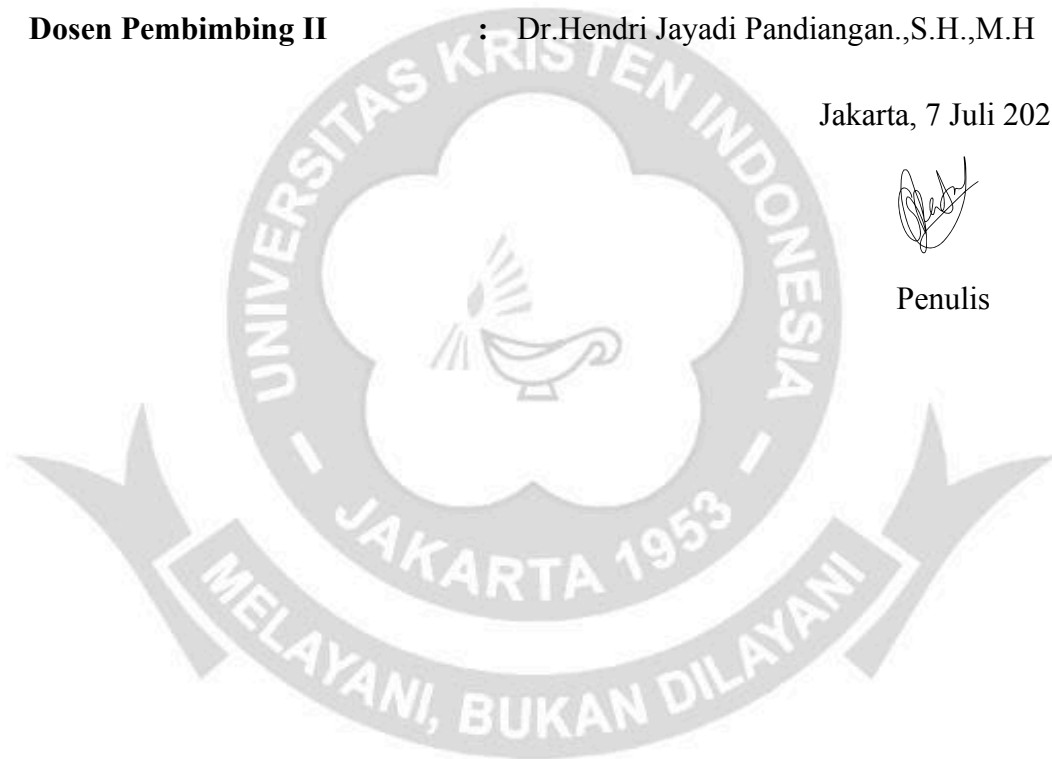 Dosen Pembimbing II : Dr.Hendri Jayadi Pandiangan.,S.H.,M.H
Jakarta, 7 Juli 202
Penulis
UNIVERSITAS KRISTEN INDONESIA
- JAKARTA 1953 -
MELAYANI, BUKAN DILAYANI